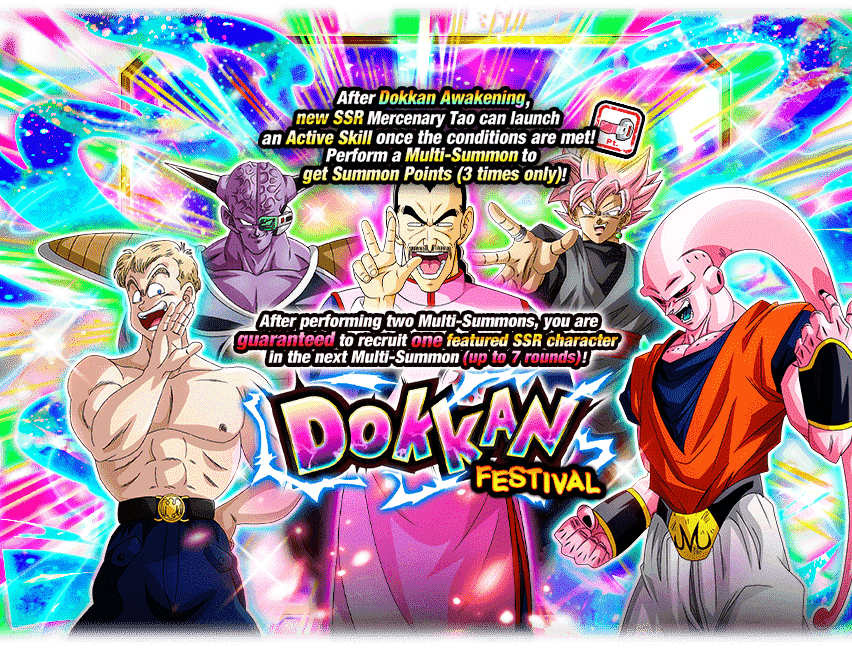 After Dokkan Awakening,
new SSR Mercenary Tao can launch
an Active Skill once the conditions are met!
Perform a Multi-Summon to
get Summon Points (3 times only)!
Pt.
After performing two Multi-Summons, you are
guaranteed to recruit one featured SSR character
in the next Multi-Summon (up to 7 rounds)!
DOKKAN
FESTIVAL
M